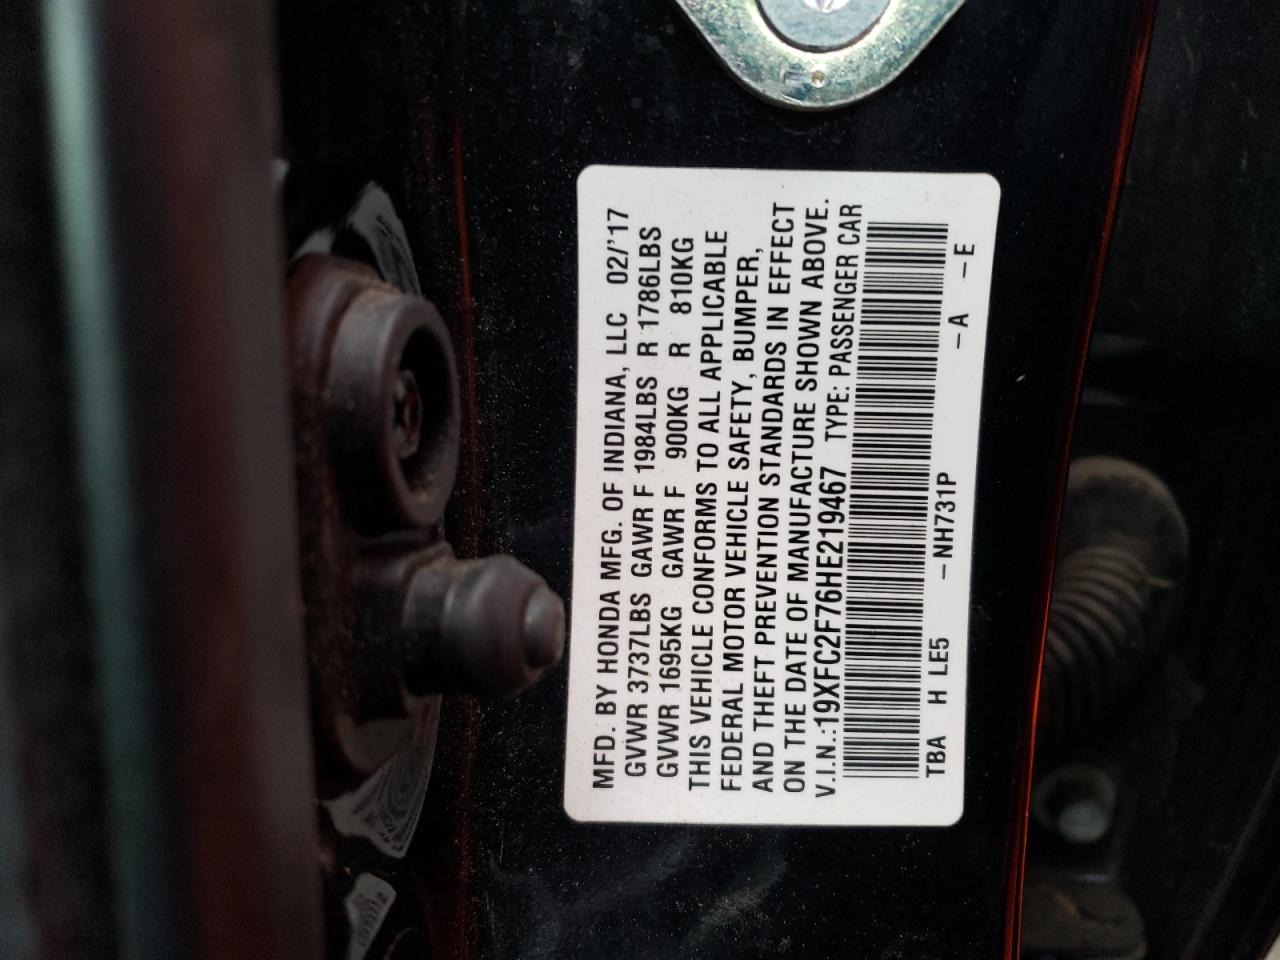 MFD. BY HONDA MFG. OF INDIANA, LLC 02/'17
GVWR 3737LBS GAWR F 1984LBS R 1786LBS
GVWR 1695KG GAWR F 900KG R 810KG
THIS VEHICLE CONFORMS TO ALL APPLICABLE
FEDERAL MOTOR VEHICLE SAFETY, BUMPER,
AND THEFT PREVENTION STANDARDS IN EFFECT
ON THE DATE OF MANUFACTURE SHOWN ABOVE.
V.I.N.:19XFC2F76HE219467 TYPE: PASSENGER CAR
TBA H LE5 -NH731P -A -E